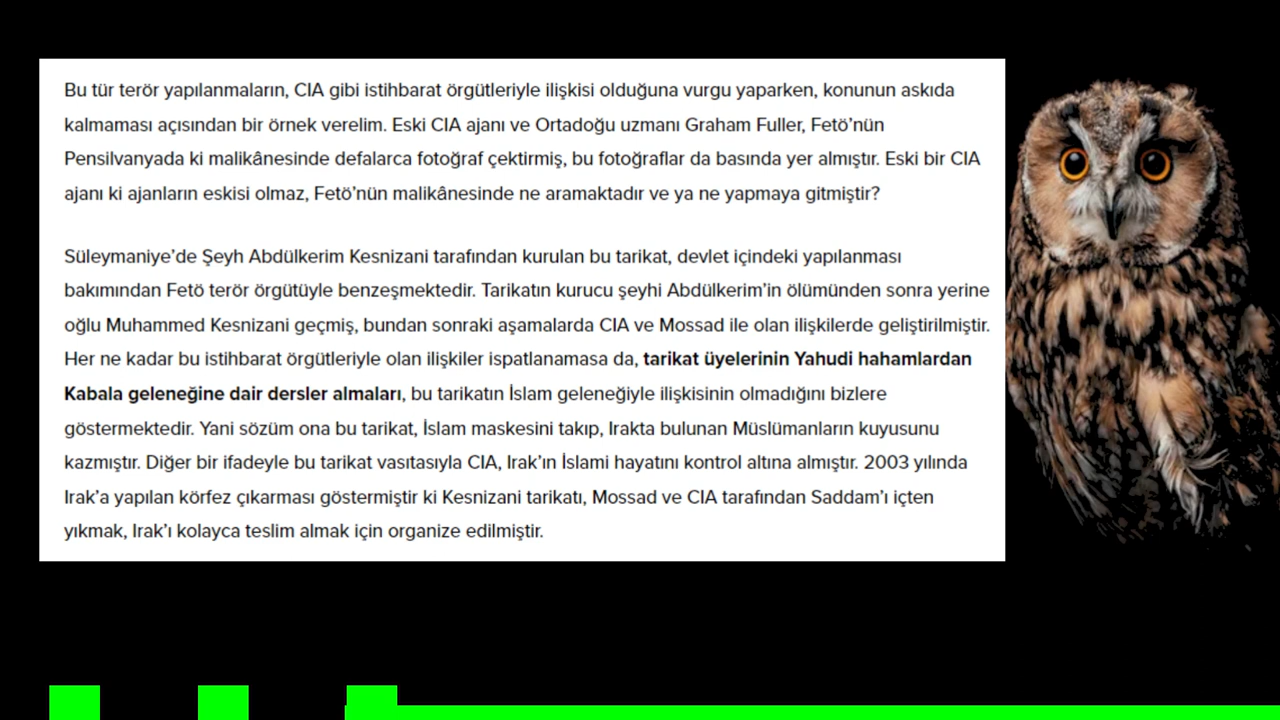 Bu tür terör yapılanmaların, CIA gibi istihbarat örgütleriyle ilişkisi olduğuna vurgu yaparken, konunun askıda
kalmaması açısından bir örnek verelim. Eski CIA ajanı ve Ortadoğu uzmanı Graham Fuller, Fetö'nün
Pensilvanyada ki malikânesinde defalarca fotoğraf çektirmiş, bu fotoğraflar da basında yer almıştır. Eski bir CIA
ajanı ki ajanların eskisi olmaz, Fetö'nün malikânesinde ne aramaktadır ve ya ne yapmaya gitmiştir?
Süleymaniye'de Şeyh Abdülkerim Kesnizani tarafından kurulan bu tarikat, devlet içindeki yapılanması
bakımından Fetö terör örgütüyle benzeşmektedir. Tarikatın kurucu şeyhi Abdülkerim'in ölümünden sonra yerine
oğlu Muhammed Kesnizani geçmiş, bundan sonraki aşamalarda CIA ve Mossad ile olan ilişkilerde geliştirilmiştir.
Her ne kadar bu istihbarat örgütleriyle olan ilişkiler ispatlanamasa da, tarikat üyelerinin Yahudi hahamlardan
Kabala geleneğine dair dersler almaları, bu tarikatın İslam geleneğiyle ilişkisinin olmadığını bizlere
göstermektedir. Yani sözüm ona bu tarikat, İslam maskesini takıp, Irakta bulunan Müslümanların kuyusunu
kazmıştır. Diğer bir ifadeyle bu tarikat vasıtasıyla CIA, Irak'ın İslami hayatını kontrol altına almıştır. 2003 yılında
Irak'a yapılan körfez çıkarması göstermiştir ki Kesnizani tarikatı, Mossad ve CIA tarafından Saddam'ı içten
yıkmak, Irak'ı kolayca teslim almak için organize edilmiştir.